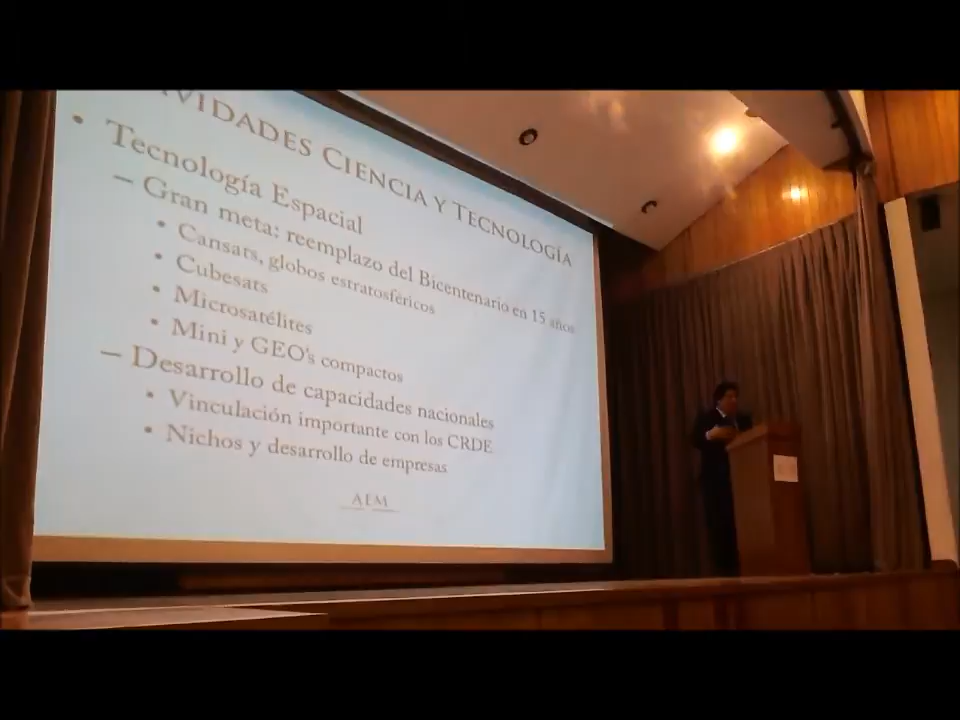 VIDADES CIENCIA Y TECNOLOGÍA
• Tecnología Espacial
– Gran meta: reemplazo del Bicentenario en 15 años
• Cansats, globos estratosféricos
• Cubesats
• Microsatélites
• Mini y GEO's compactos
– Desarrollo de capacidades nacionales
• Vinculación importante con los CRDE
• Nichos y desarrollo de empresas
AEM